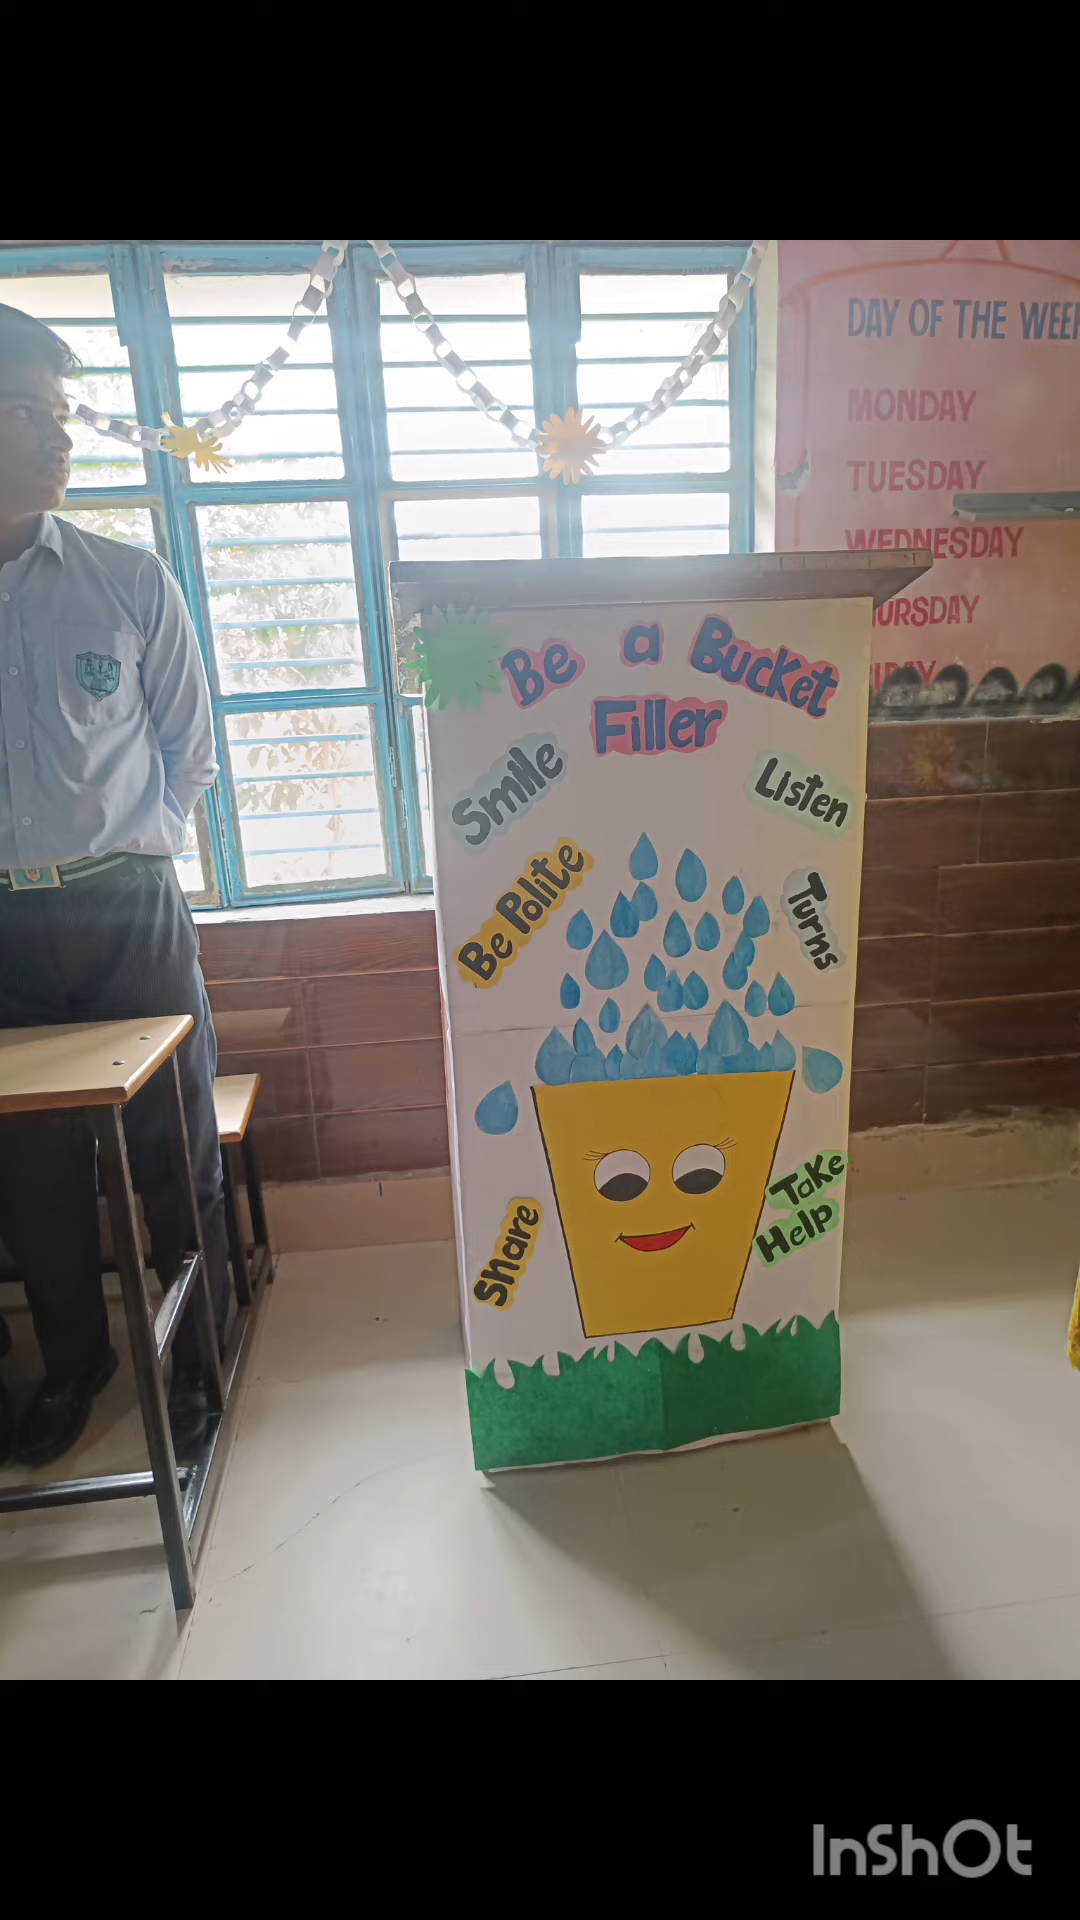 DAY OF THE WEE
MONDAY
TUESDAY
WEDNESDAY
URSDAY
Be a Bucket
Filler
Smile
Listen
Be Polite
Turns
Take
Help
Share
InShOt